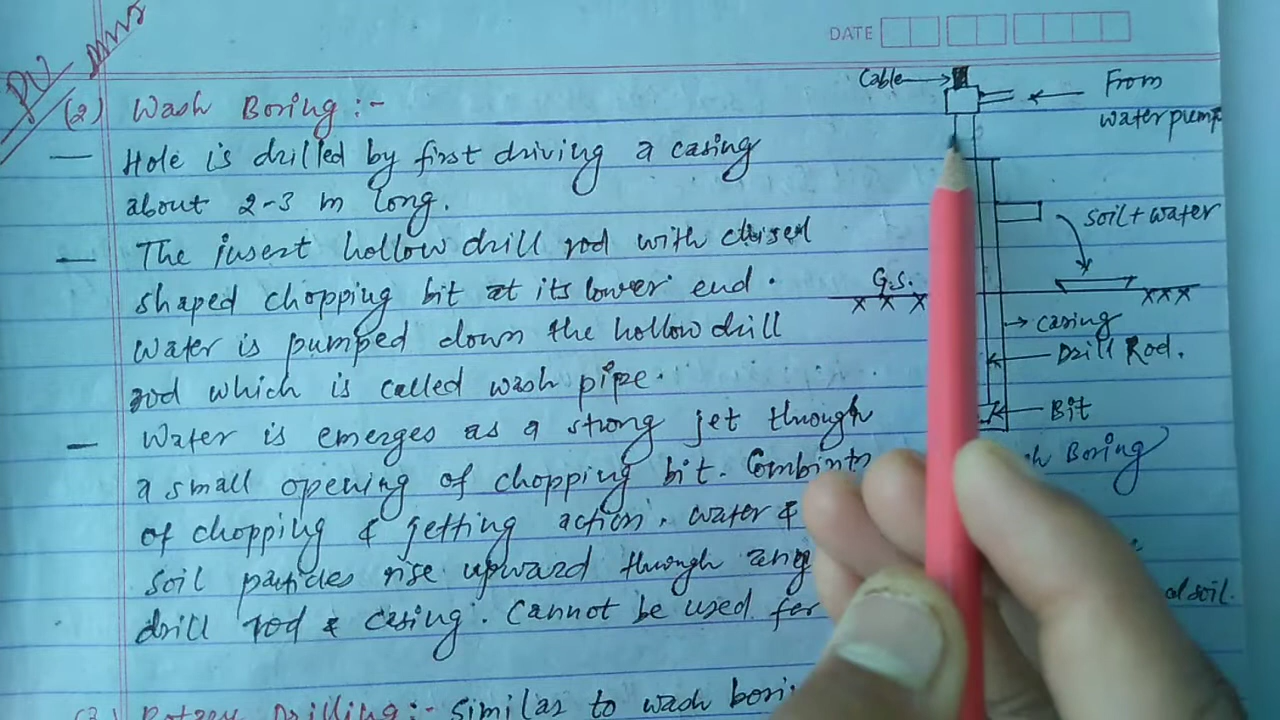 DATE
(2) Wash Boring :-
— Hole is drilled by first driving a casing
about 2-3 m long.
— The insert hollow drill rod with chisel
shaped chopping bit at its lower end.
Water is pumped down the hollow drill
rod which is called wash pipe.
— Water is emerges as a strong jet through
a small opening of chopping bit.
of chopping & jetting action. water &
soil particles rise upward through
drill rod & casing. Cannot be used for
(3) Rotary Drilling :- Similar to wash
Cable
From
water pump
soil + water
G.S.
x x x
xxx
casing
Drill Rod.
Bit
Boring
soil.